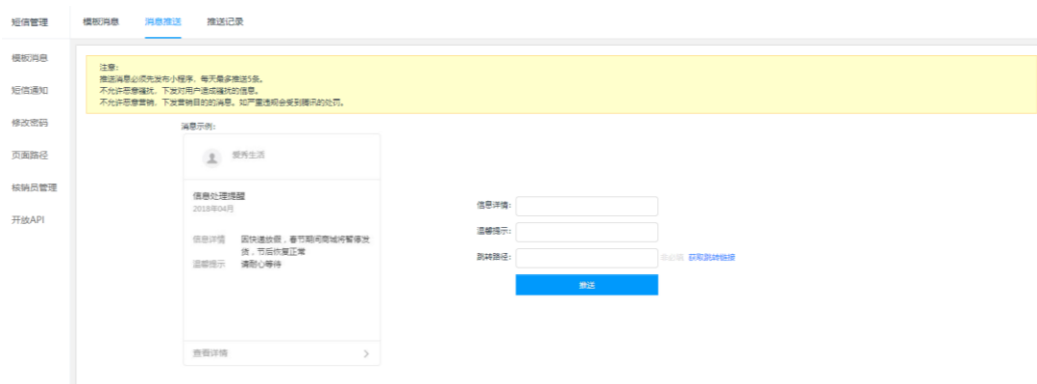 短信管理
模板消息
消息推送
推送记录
模板消息
短信通知
修改密码
页面路径
核销员管理
开放API
注意:
推送消息必须先发布小程序，每天最多推送5条。
不允许恶意骚扰，下发对用户造成骚扰的信息。
不允许恶意营销，下发营销目的的消息。如严重违规会受到腾讯的处罚。
消息示例:
爱秀生活
信息处理提醒
2018年04月
信息详情 因快递放假，春节期间商城将暂停发
货，节后恢复正常
温馨提示 请耐心等待
查看详情
信息详情:
温馨提示:
跳转路径:
非必填 获取跳转链接
推送